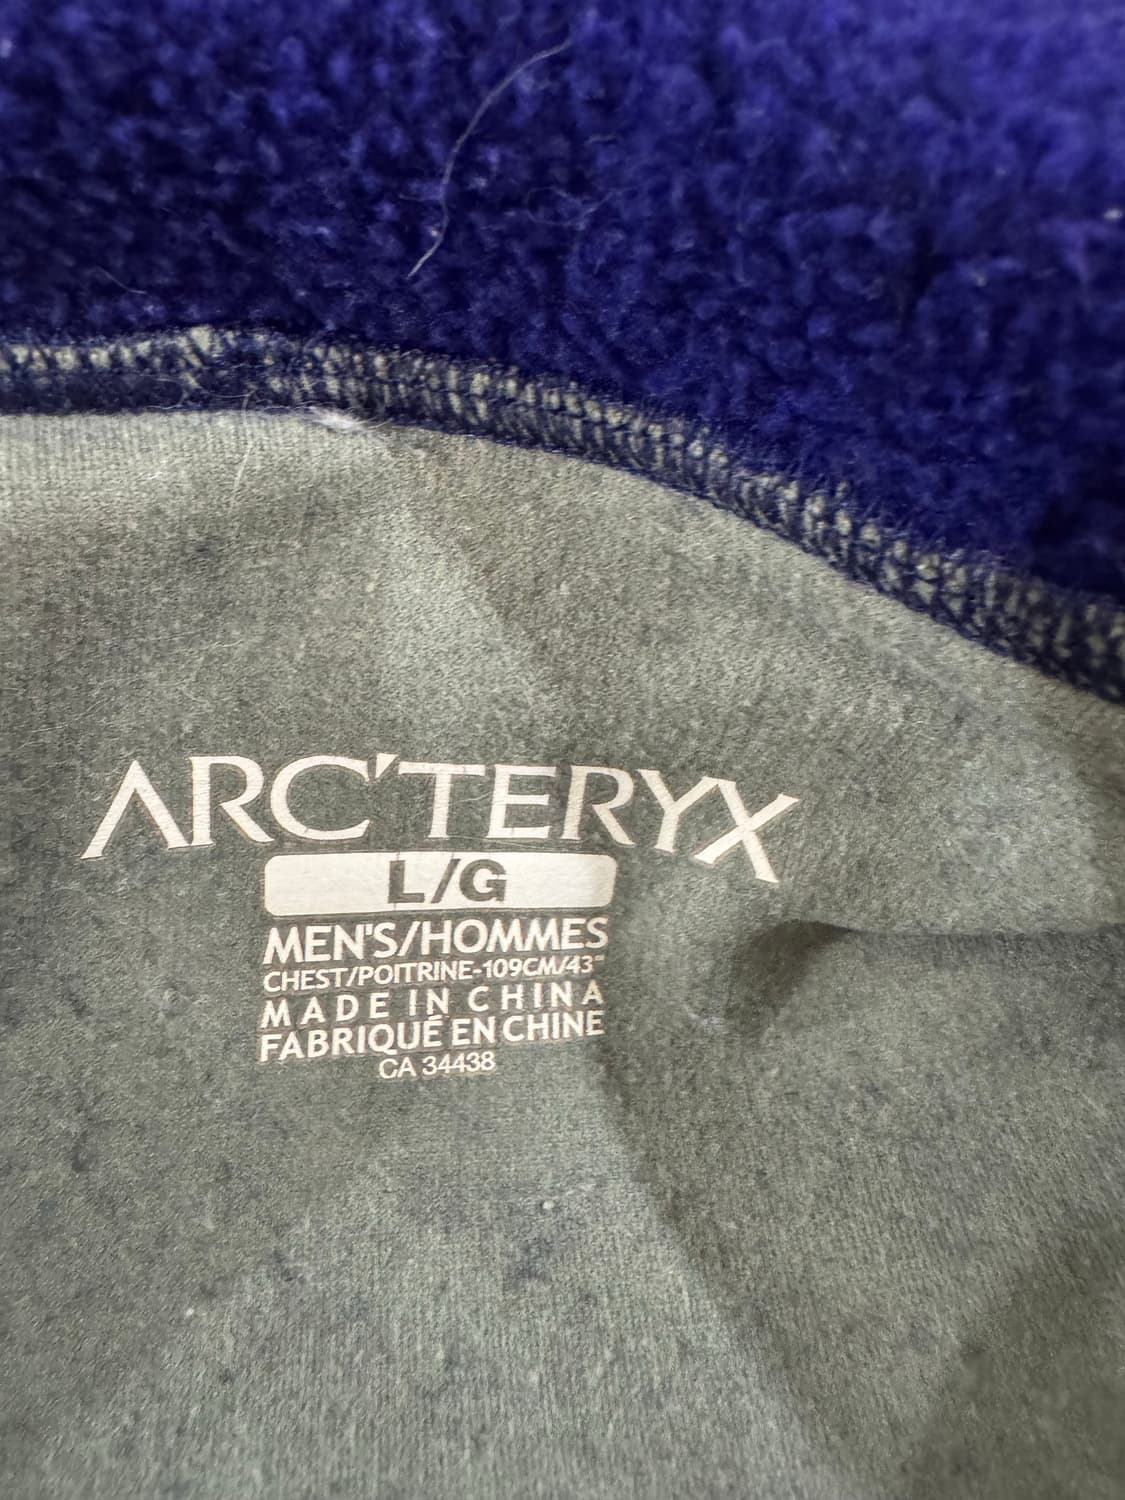 ARC'TERYX
L/G
MEN'S/HOMMES
CHEST/POITRINE-109CM/43"
MADE IN CHINA
FABRIQUÉ EN CHINE
CA 34438